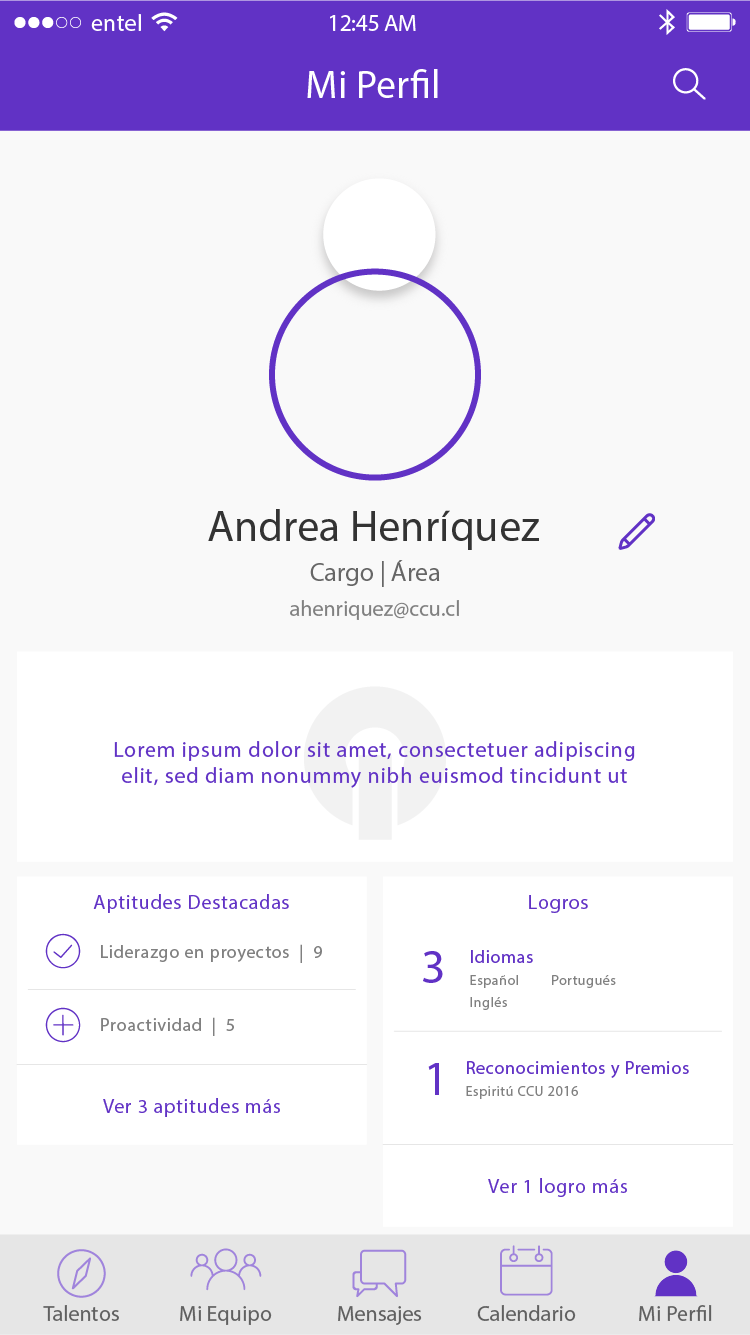 entel 12:45 AM
Mi Perfil
Andrea Henríquez
Cargo | Área
ahenriquez@ccu.cl
Lorem ipsum dolor sit amet, consectetuer adipiscing
elit, sed diam nonummy nibh euismod tincidunt ut
Aptitudes Destacadas
Liderazgo en proyectos | 9
Proactividad | 5
Ver 3 aptitudes más
Logros
3 Idiomas
Español Portugués
Inglés
1 Reconocimientos y Premios
Espiritú CCU 2016
Ver 1 logro más
Talentos Mi Equipo Mensajes Calendario Mi Perfil